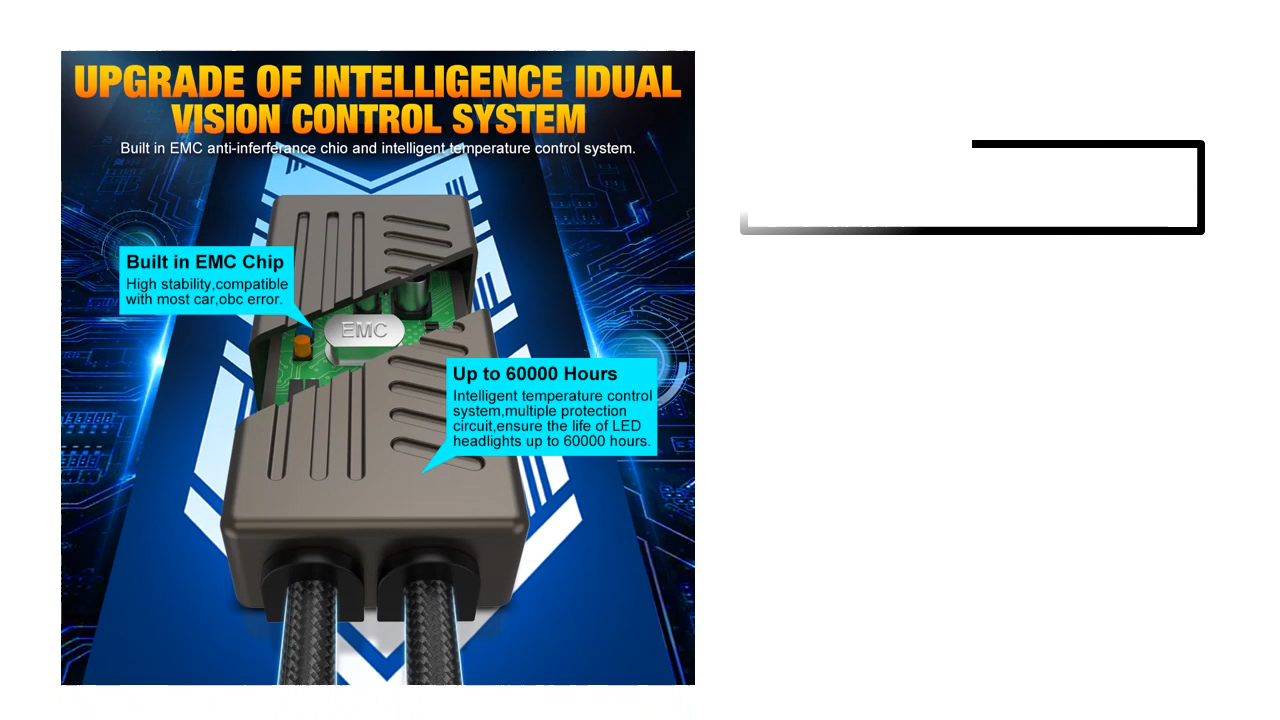 UPGRADE OF INTELLIGENCE IDUAL
VISION CONTROL SYSTEM
Built in EMC anti-inferferance chio and intelligent temperature control system.
Built in EMC Chip
High stability,compatible
with most car,obc error.
EMC
Up to 60000 Hours
Intelligent temperature control
system,multiple protection
circuit,ensure the life of LED
headlights up to 60000 hours.